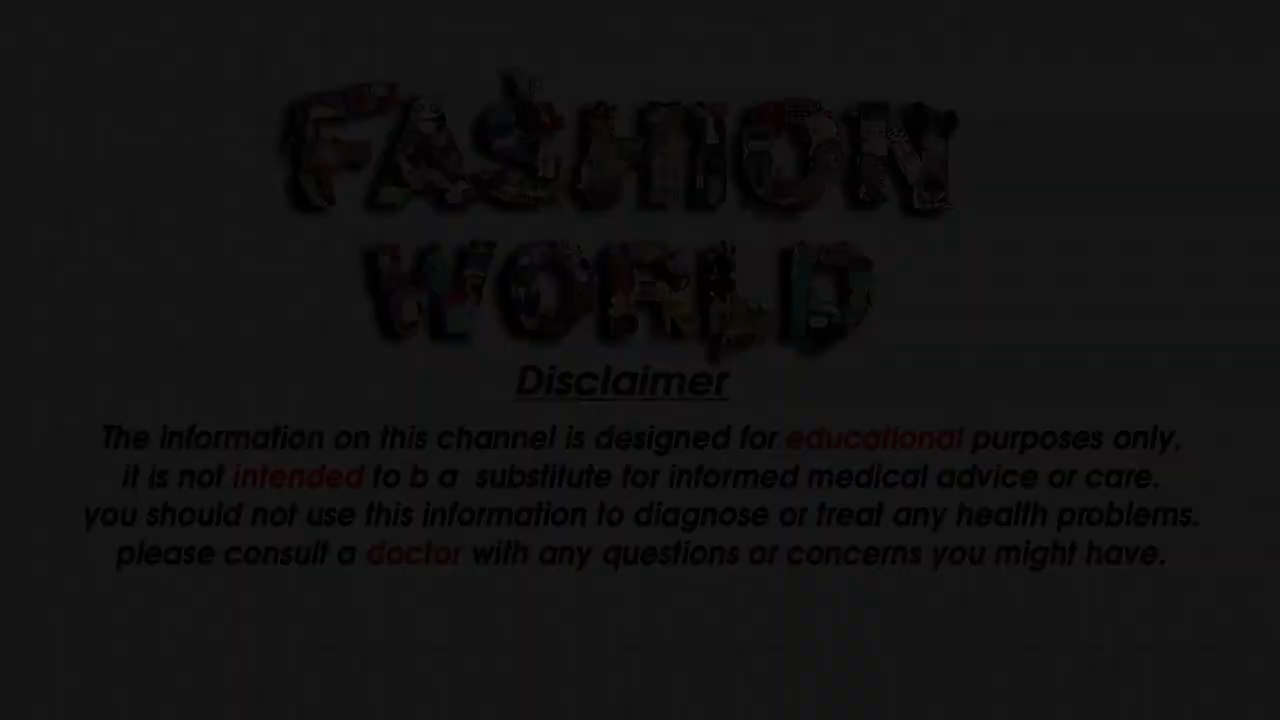 FASHION
WORLD
Disclaimer
The information on this channel is designed for educational purposes only.
it is not intended to b a substitute for informed medical advice or care.
you should not use this information to diagnose or treat any health problems.
please consult a doctor with any questions or concerns you might have.